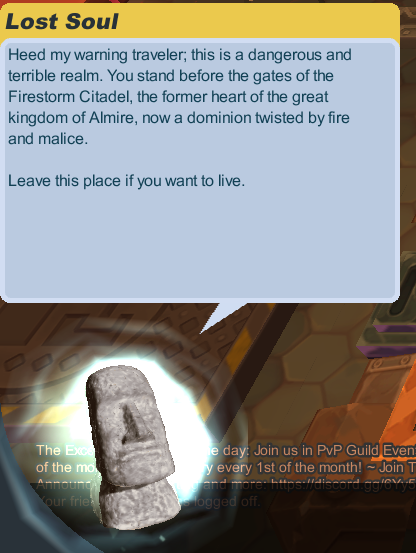 Lost Soul
Heed my warning traveler; this is a dangerous and
terrible realm. You stand before the gates of the
Firestorm Citadel, the former heart of the great
kingdom of Almire, now a dominion twisted by fire
and malice.
Leave this place if you want to live.
The e day: Join us in PvP Guild Even
of the y every 1st of the month! ~ Join T
and more: https://discord.gg/
Your logged off.